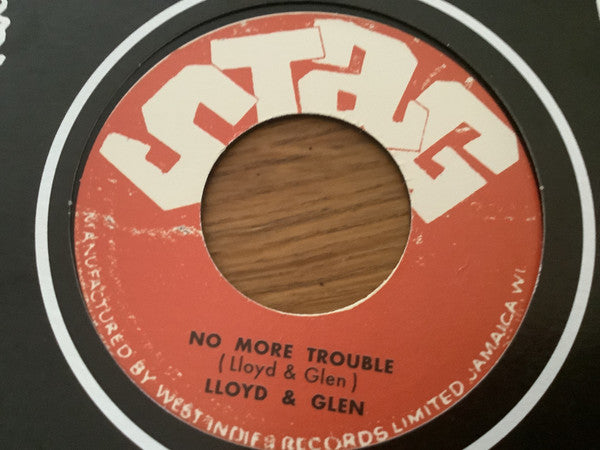 STAG
NO MORE TROUBLE
(Lloyd & Glen)
LLOYD & GLEN
MANUFACTURED BY WEST INDIES RECORDS LIMITED JAMAICA W.I.